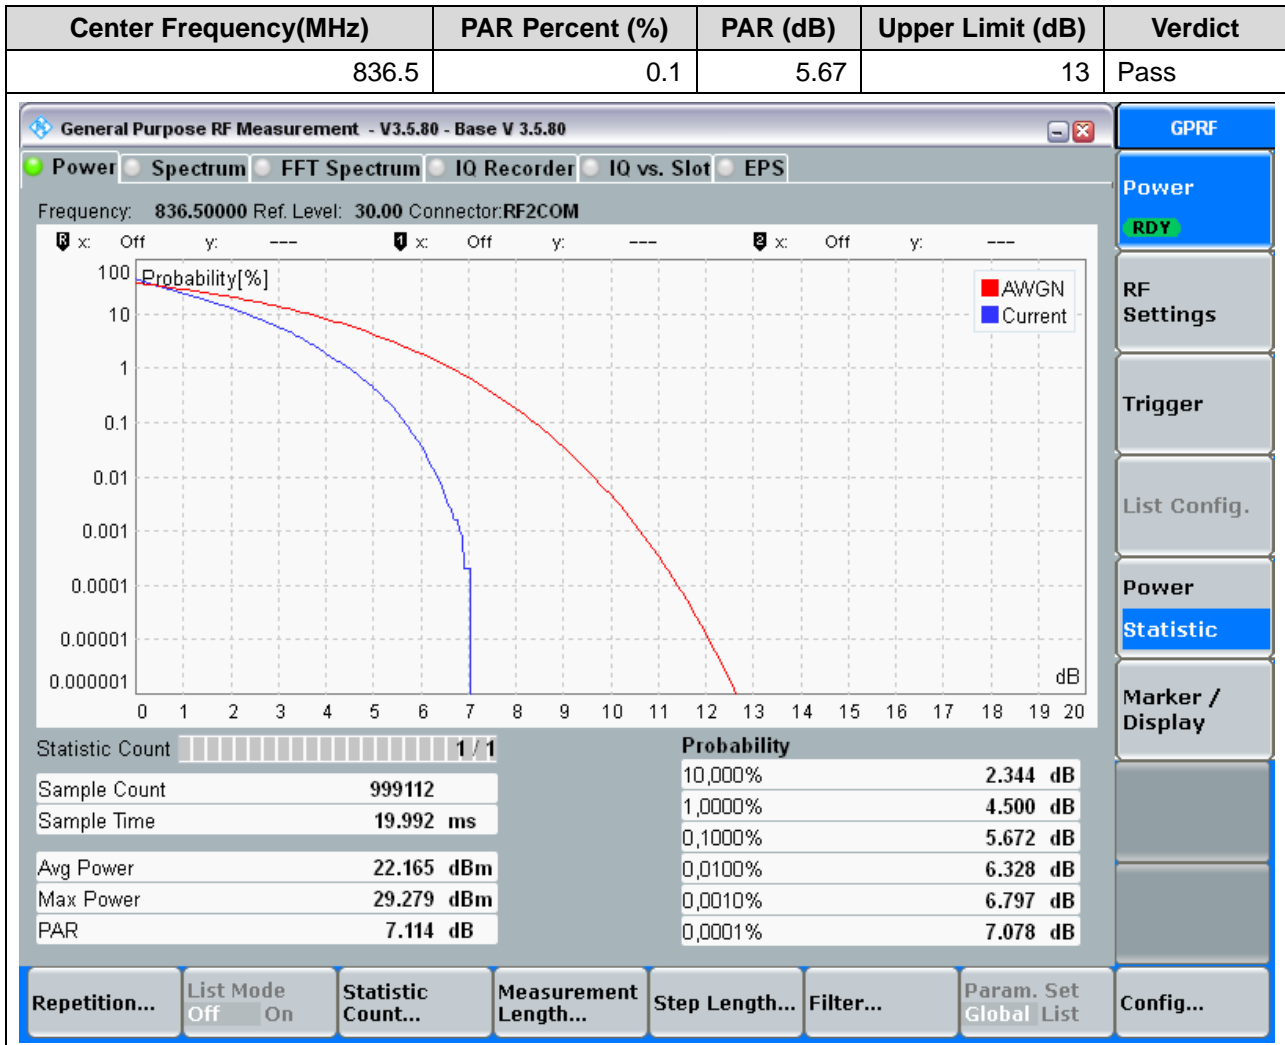 Center Frequency(MHz) PAR Percent (%) PAR (dB) Upper Limit (dB) Verdict
836.5 0.1 5.67 13 Pass
General Purpose RF Measurement - V3.5.80 - Base V 3.5.80
GPRF
Power Spectrum FFT Spectrum IQ Recorder IQ vs. Slot EPS
Frequency: 836.50000 Ref. Level: 30.00 Connector:RF2COM
R x: Off y: --- 1 x: Off y: --- 2 x: Off y: ---
Probability[%]
AWGN
Current
100
10
1
0.1
0.01
0.001
0.0001
0.00001
0.000001
dB
0 1 2 3 4 5 6 7 8 9 10 11 12 13 14 15 16 17 18 19 20
Statistic Count 1 / 1
Sample Count 999112
Sample Time 19.992 ms
Avg Power 22.165 dBm
Max Power 29.279 dBm
PAR 7.114 dB
Probability
10,000% 2.344 dB
1,0000% 4.500 dB
0,1000% 5.672 dB
0,0100% 6.328 dB
0,0010% 6.797 dB
0,0001% 7.078 dB
Power
RDY
RF
Settings
Trigger
List Config.
Power
Statistic
Marker /
Display
Repetition...
List Mode
Off On
Statistic
Count...
Measurement
Length...
Step Length...
Filter...
Param. Set
Global List
Config...